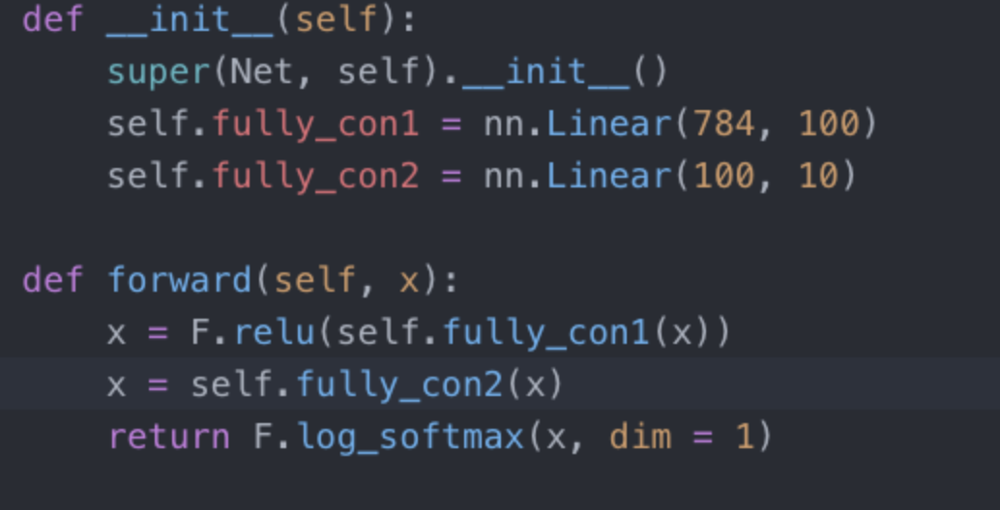 def __init__(self):
    super(Net, self).__init__()
    self.fully_con1 = nn.Linear(784, 100)
    self.fully_con2 = nn.Linear(100, 10)

def forward(self, x):
    x = F.relu(self.fully_con1(x))
    x = self.fully_con2(x)
    return F.log_softmax(x, dim = 1)